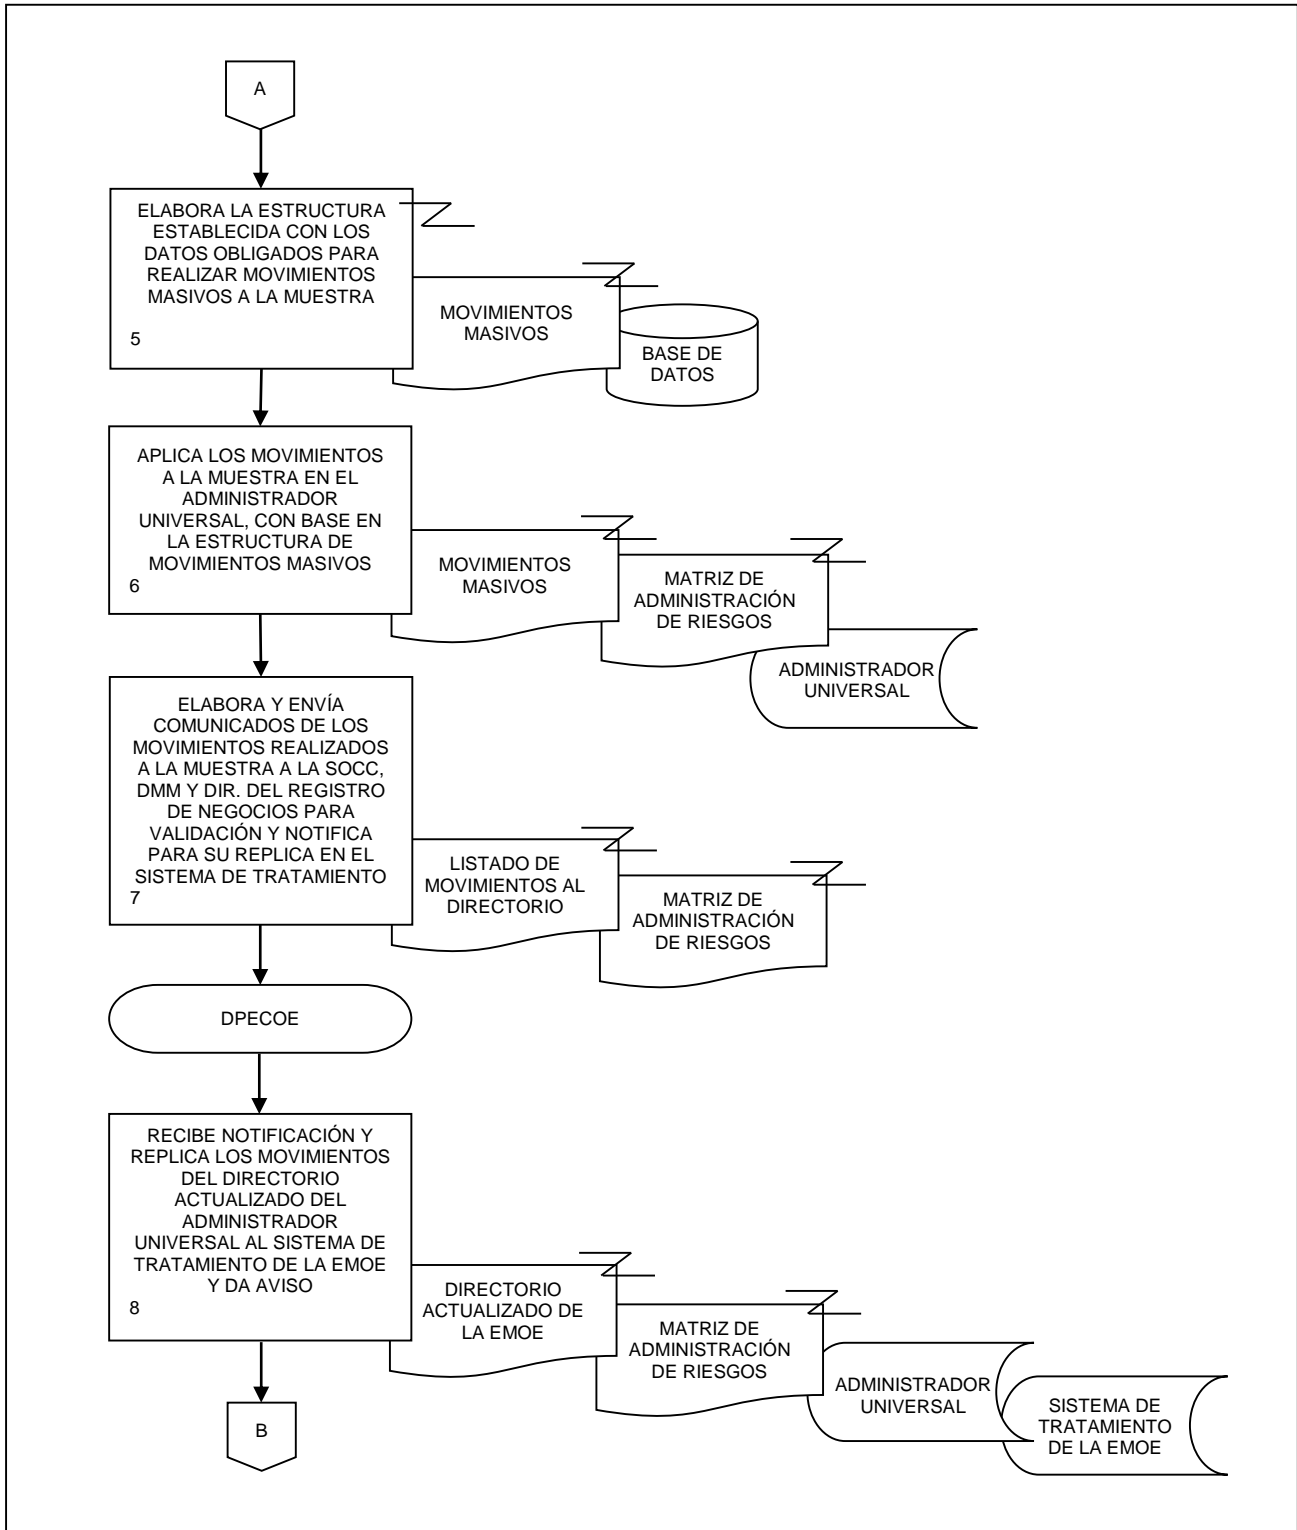 A
ELABORA LA ESTRUCTURA
ESTABLECIDA CON LOS
DATOS OBLIGADOS PARA
REALIZAR MOVIMIENTOS
MASIVOS A LA MUESTRA
5
MOVIMIENTOS
MASIVOS
BASE DE
DATOS
APLICA LOS MOVIMIENTOS
A LA MUESTRA EN EL
ADMINISTRADOR
UNIVERSAL, CON BASE EN
LA ESTRUCTURA DE
MOVIMIENTOS MASIVOS
6
MOVIMIENTOS
MASIVOS
MATRIZ DE
ADMINISTRACIÓN
DE RIESGOS
ADMINISTRADOR
UNIVERSAL
ELABORA Y ENVÍA
COMUNICADOS DE LOS
MOVIMIENTOS REALIZADOS
A LA MUESTRA A LA SOCC,
DMM Y DIR. DEL REGISTRO
DE NEGOCIOS PARA
VALIDACIÓN Y NOTIFICA
PARA SU REPLICA EN EL
SISTEMA DE TRATAMIENTO
7
LISTADO DE
MOVIMIENTOS AL
DIRECTORIO
MATRIZ DE
ADMINISTRACIÓN
DE RIESGOS
DPECOE
RECIBE NOTIFICACIÓN Y
REPLICA LOS MOVIMIENTOS
DEL DIRECTORIO
ACTUALIZADO DEL
ADMINISTRADOR
UNIVERSAL AL SISTEMA DE
TRATAMIENTO DE LA EMOE
Y DA AVISO
8
DIRECTORIO
ACTUALIZADO DE
LA EMOE
MATRIZ DE
ADMINISTRACIÓN
DE RIESGOS
ADMINISTRADOR
UNIVERSAL
SISTEMA DE
TRATAMIENTO
DE LA EMOE
B